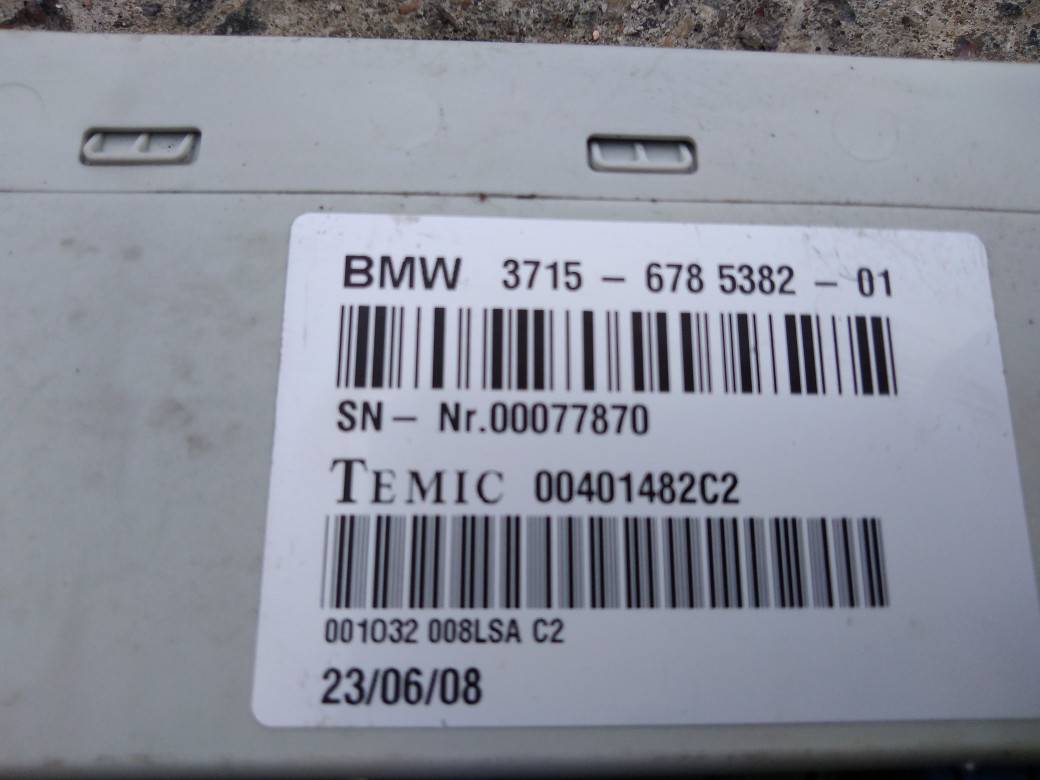 BMW 3715 - 678 5382 - 01
SN- Nr.00077870
TEMIC 00401482C2
001032 008LSA C2
23/06/08